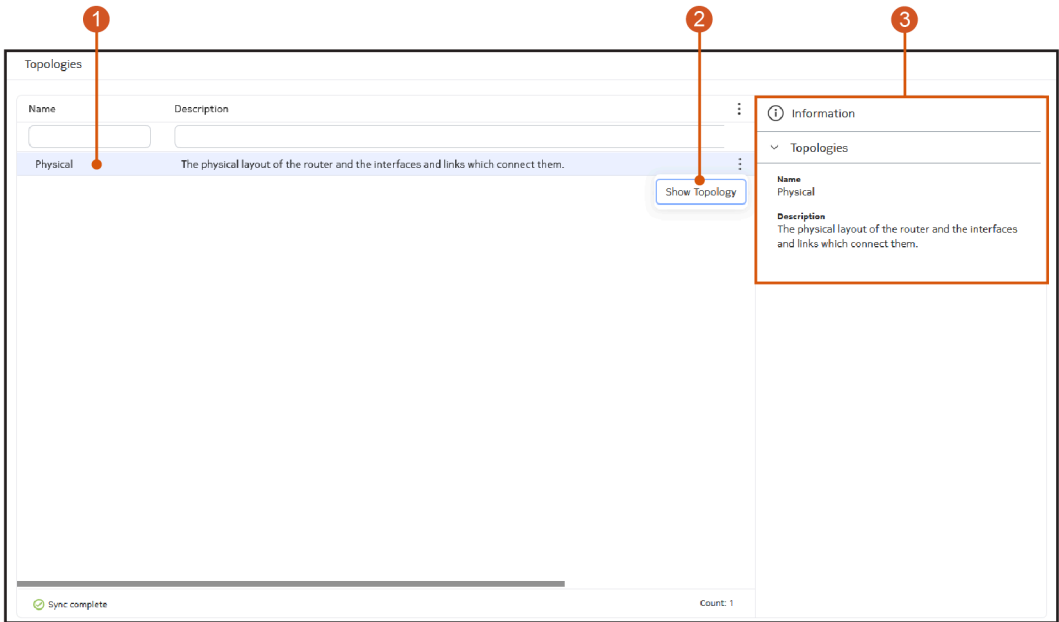 1
2
3
Topologies
Name
Description
Physical
The physical layout of the router and the interfaces and links which connect them.
Show Topology
Information
Topologies
Name
Physical
Description
The physical layout of the router and the interfaces
and links which connect them.
Sync complete
Count: 1